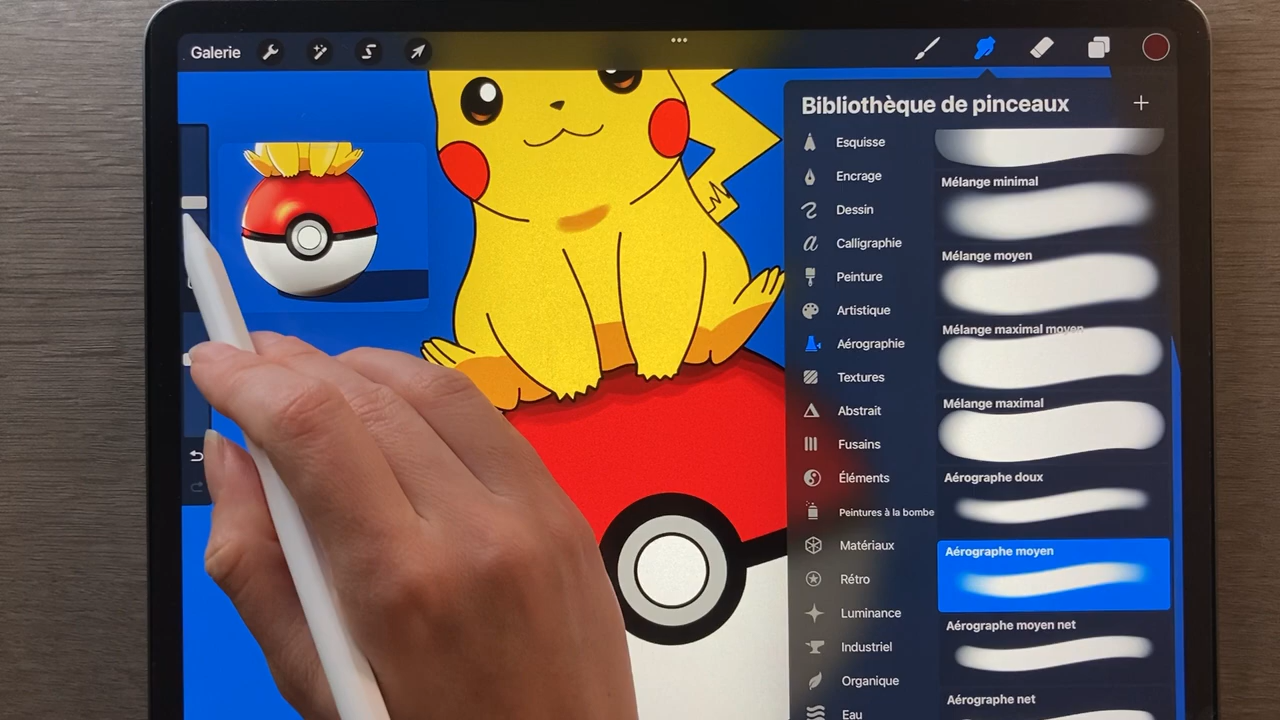 Galerie
Bibliothèque de pinceaux
Esquisse
Encrage
Dessin
Calligraphie
Peinture
Artistique
Aérographie
Textures
Abstrait
Fusains
Éléments
Peintures à la bombe
Matériaux
Rétro
Luminance
Industriel
Organique
Eau
Mélange minimal
Mélange moyen
Mélange maximal moyen
Mélange maximal
Aérographe doux
Aérographe moyen
Aérographe moyen net
Aérographe net